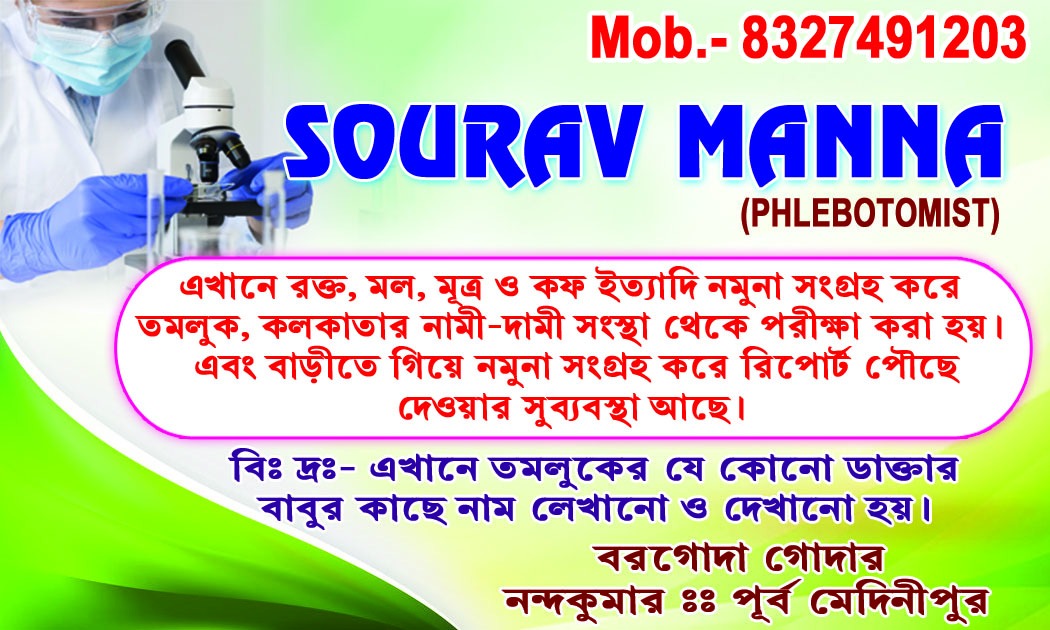 Mob.- 8327491203
SOURAV MANNA
(PHLEBOTOMIST)
এখানে রক্ত, মল, মূত্র ও কফ ইত্যাদি নমুনা সংগ্রহ করে
তমলুক, কলকাতার নামী-দামী সংস্থা থেকে পরীক্ষা করা হয়।
এবং বাড়ীতে গিয়ে নমুনা সংগ্রহ করে রিপোর্ট পৌছে
দেওয়ার সুব্যবস্থা আছে।
বিঃ দ্রঃ- এখানে তমলুকের যে কোনো ডাক্তার
বাবুর কাছে নাম লেখানো ও দেখানো হয়।
বরগোদা গোদার
নন্দকুমার ঃঃ পূর্ব মেদিনীপুর